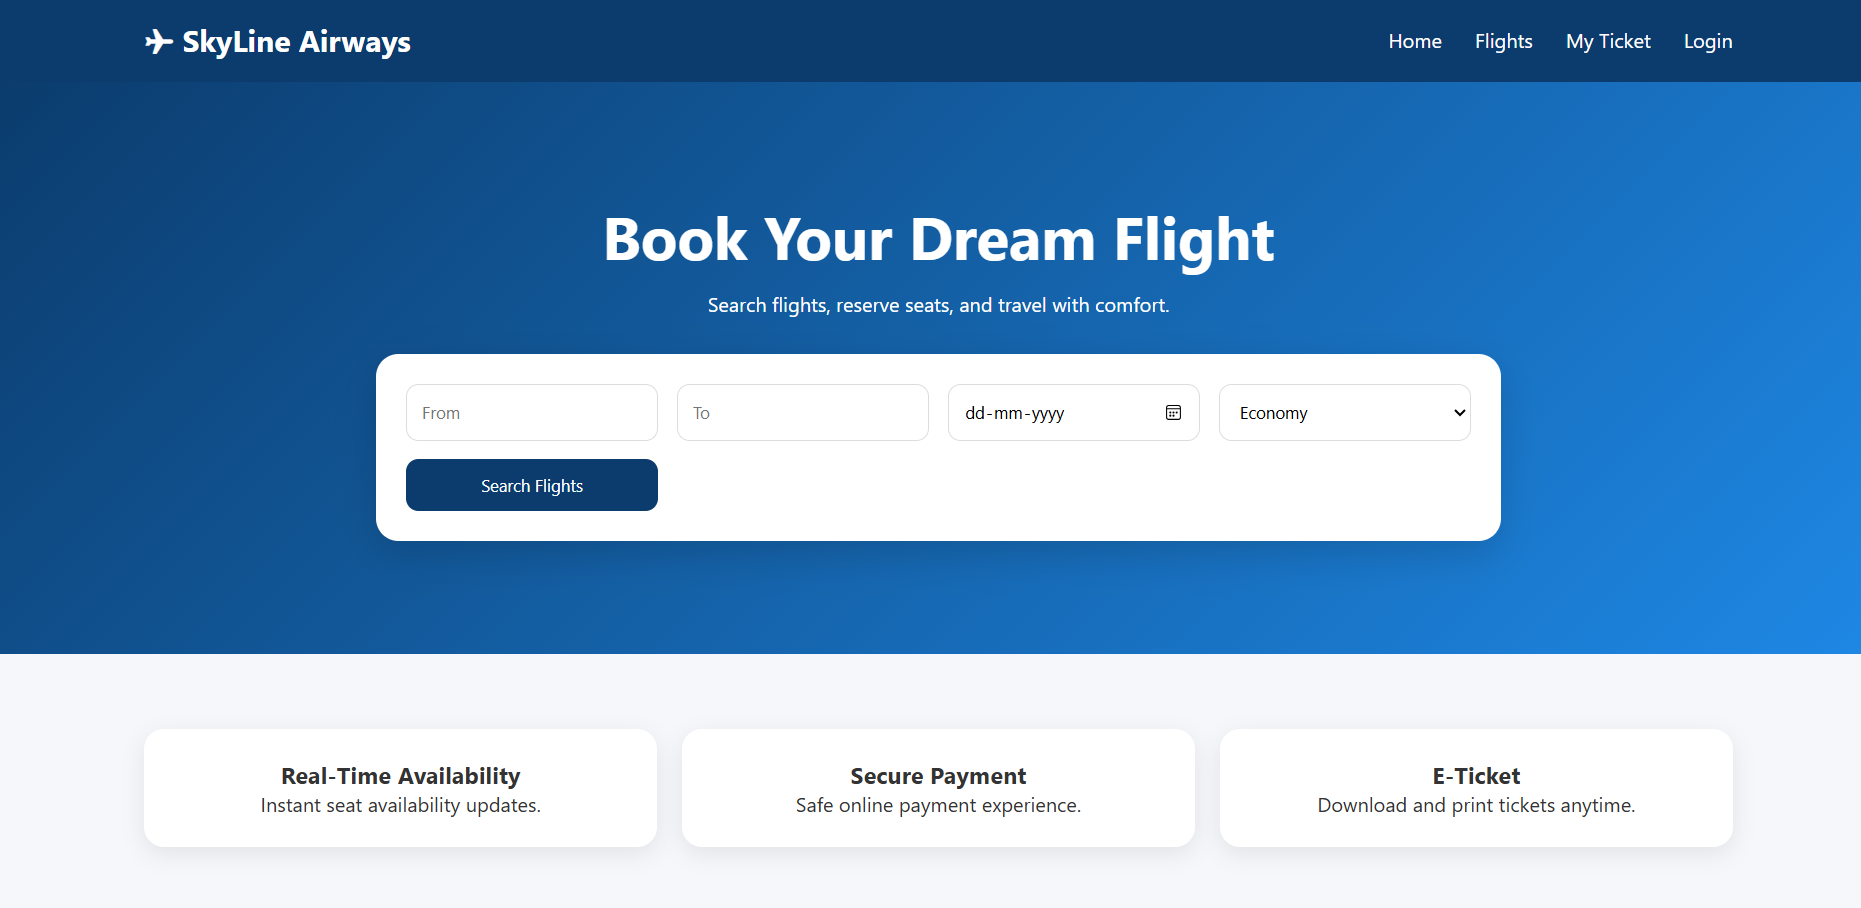 SkyLine Airways
Home Flights My Ticket Login
Book Your Dream Flight
Search flights, reserve seats, and travel with comfort.
From To dd-mm-yyyy Economy
Search Flights
Real-Time Availability
Instant seat availability updates.
Secure Payment
Safe online payment experience.
E-Ticket
Download and print tickets anytime.